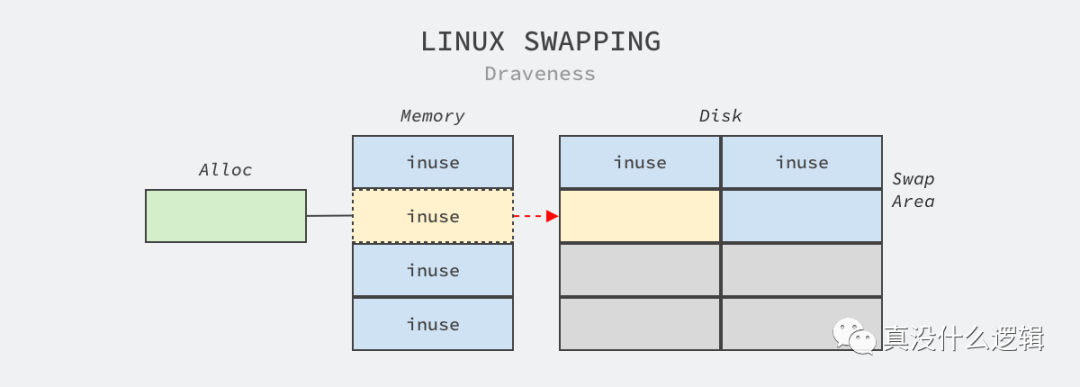 LINUX SWAPPING
Draveness
Memory
Disk
Alloc
inuse
inuse
inuse
Swap
Area
inuse
inuse
inuse
真没什么逻辑